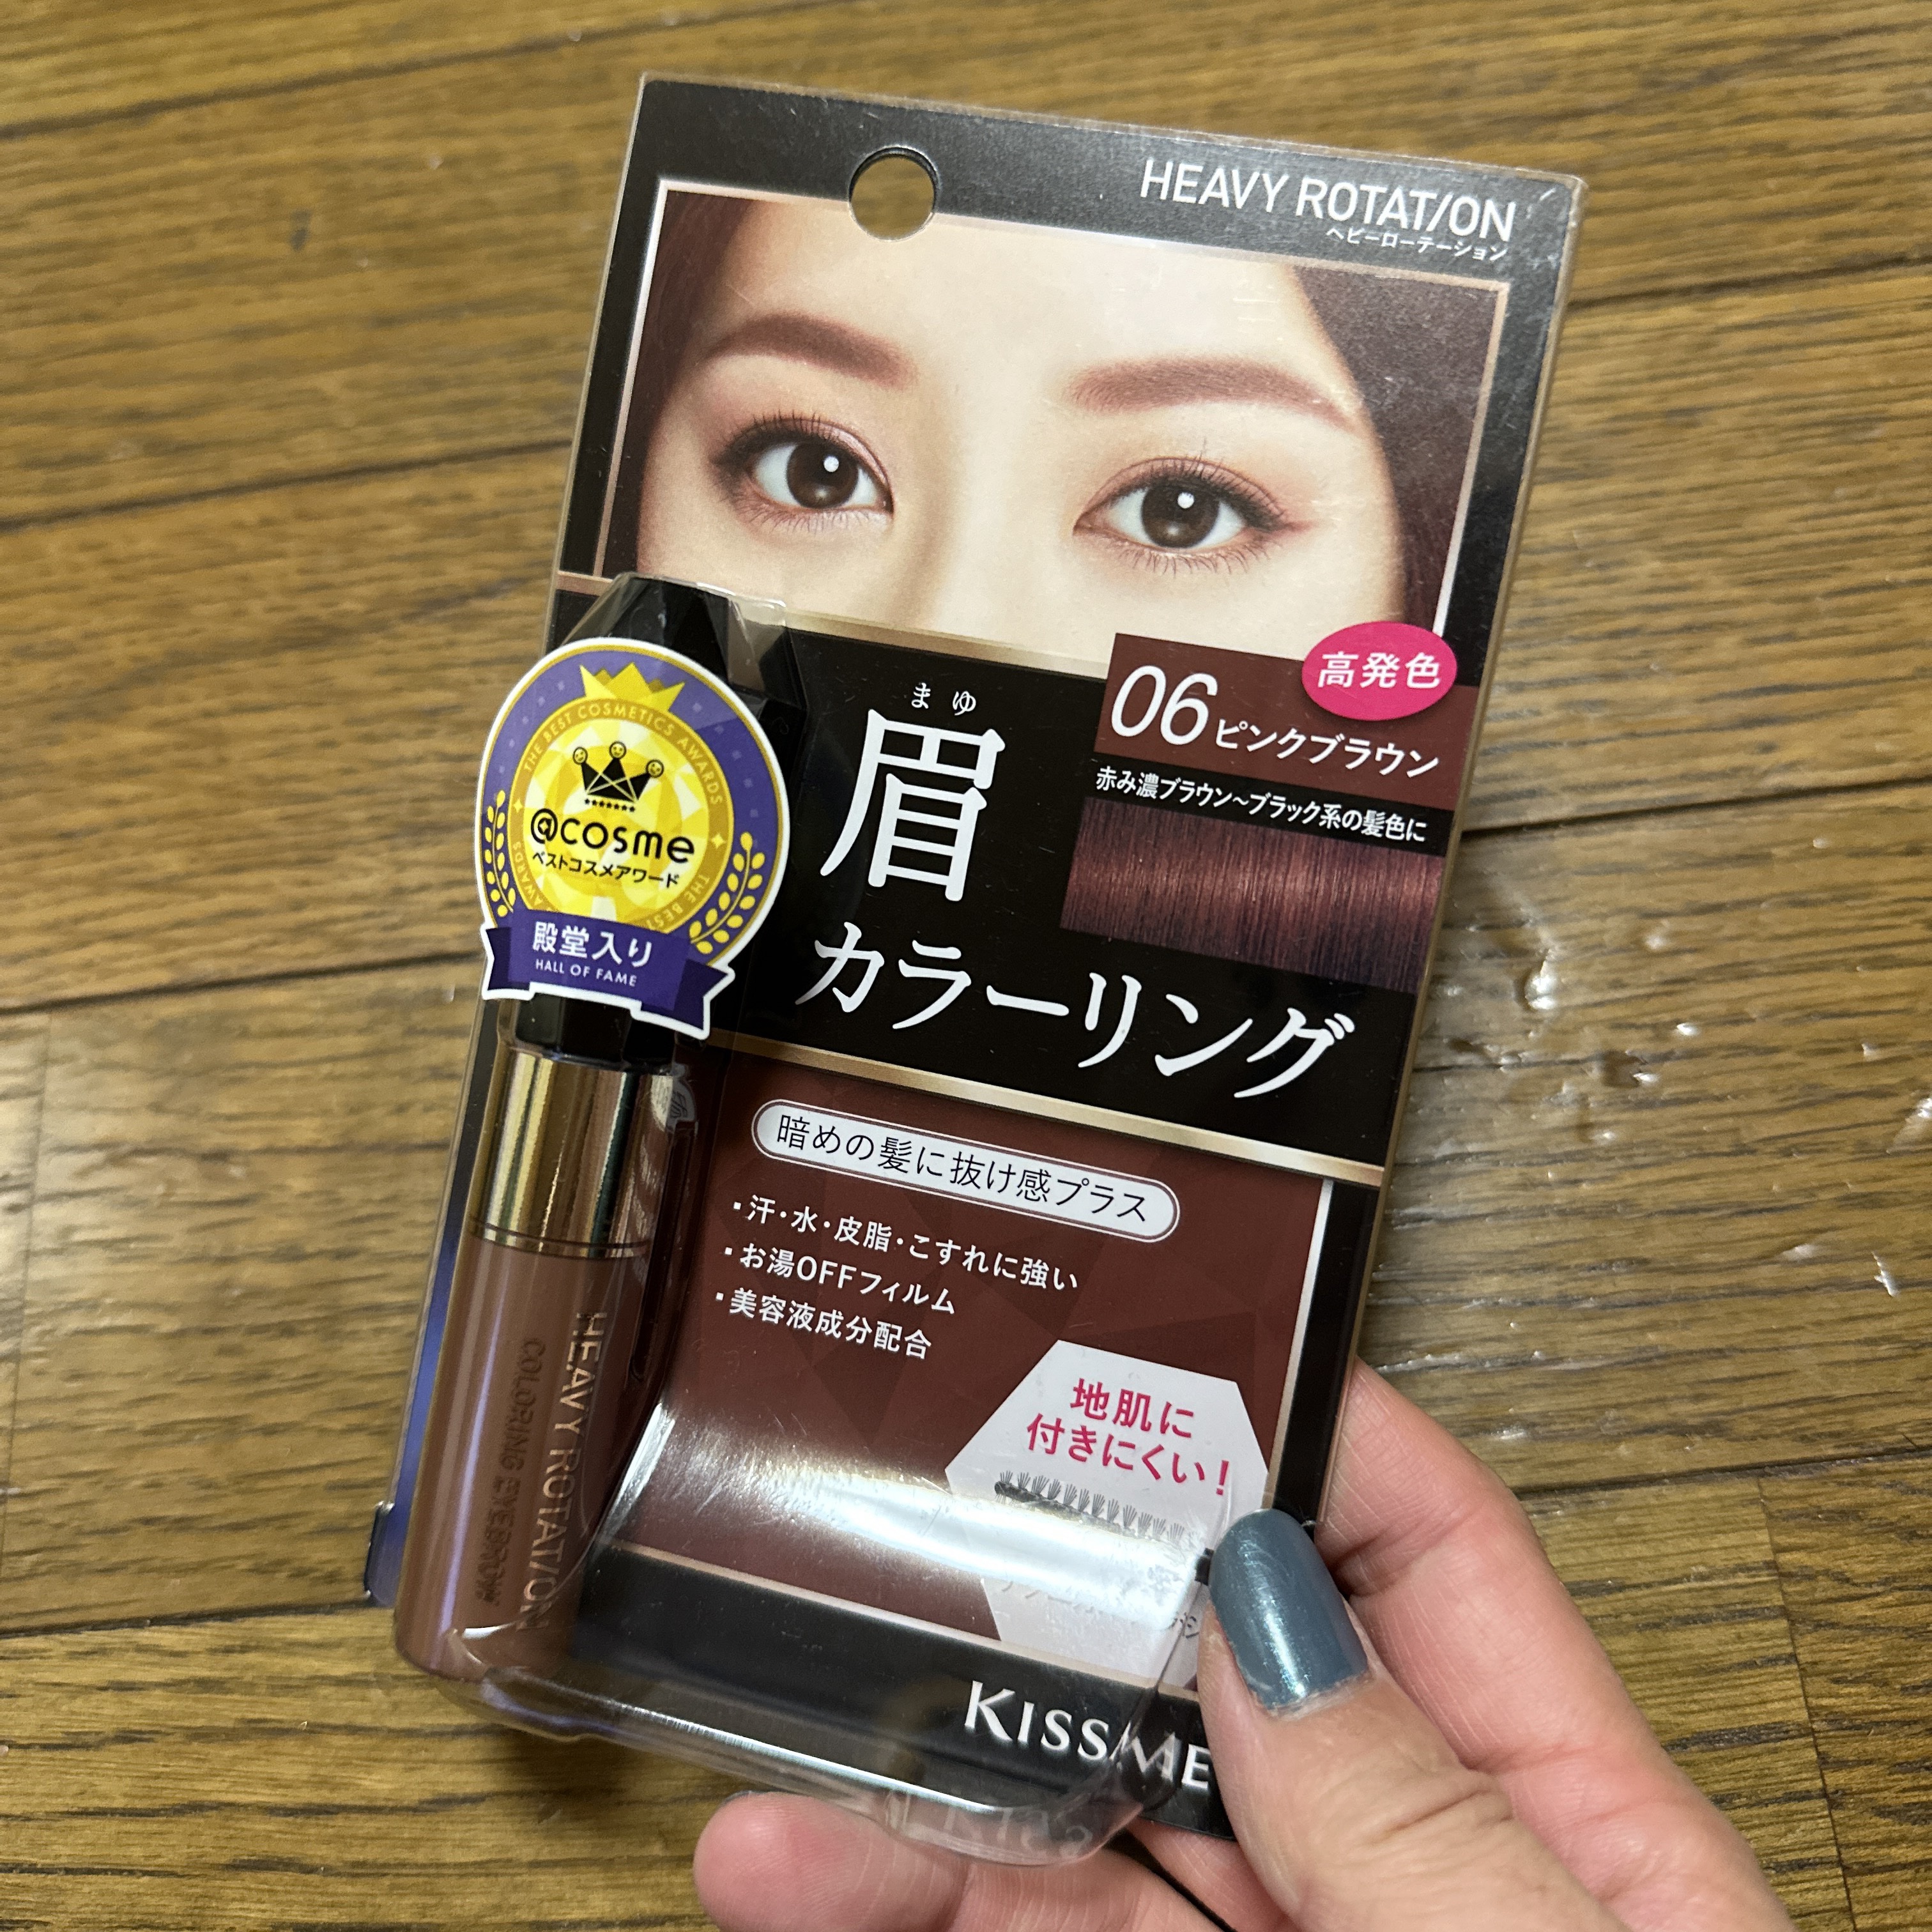 HEAVY ROTATION
ヘビーローテーション
高発色
06 ピンクブラウン
赤み濃ブラウン～ブラック系の髪色に
まゆ
眉
カラーリング
THE BEST COSMETICS AWARDS
@cosme
ベストコスメアワード
THE BEST
AWARDS
殿堂入り
HALL OF FAME
暗めの髪に抜け感プラス
・汗・水・皮脂・こすれに強い
・お湯OFFフィルム
・美容液成分配合
地肌に
付きにくい！
HEAVY ROTATION
COLORING EYEBROW
KISSME